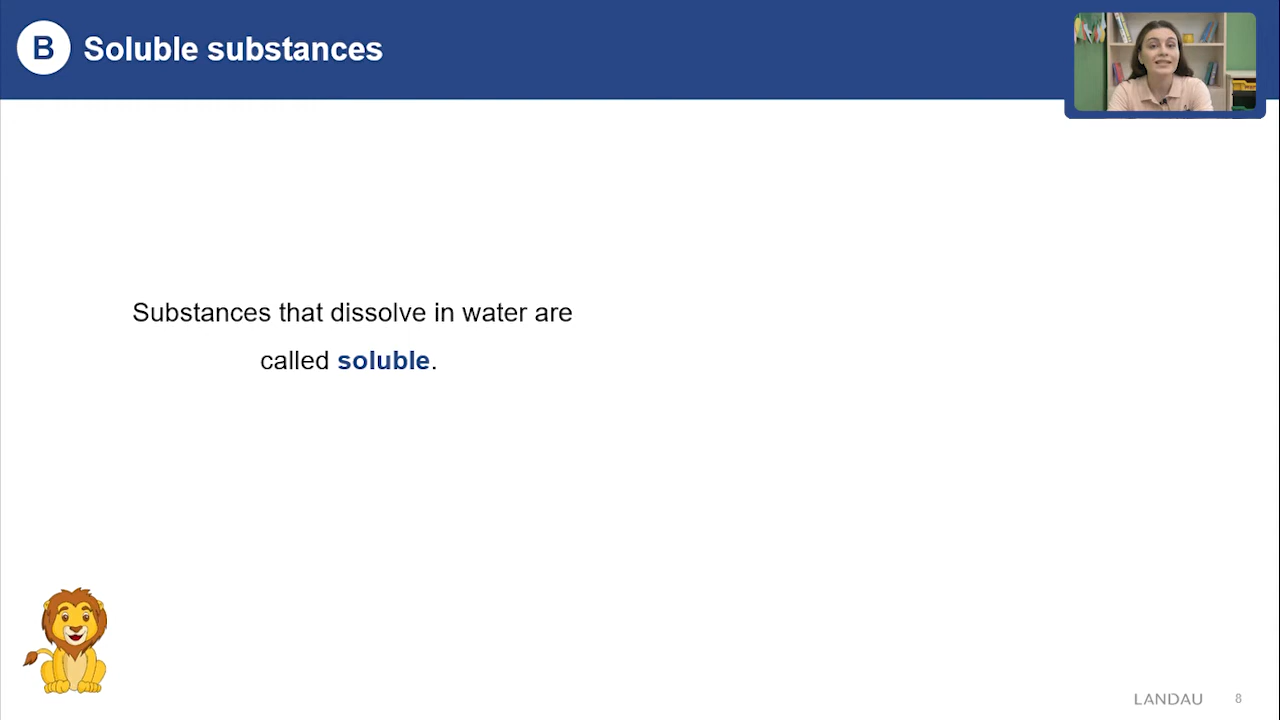 B Soluble substances
Substances that dissolve in water are
called soluble.
LANDAU 8